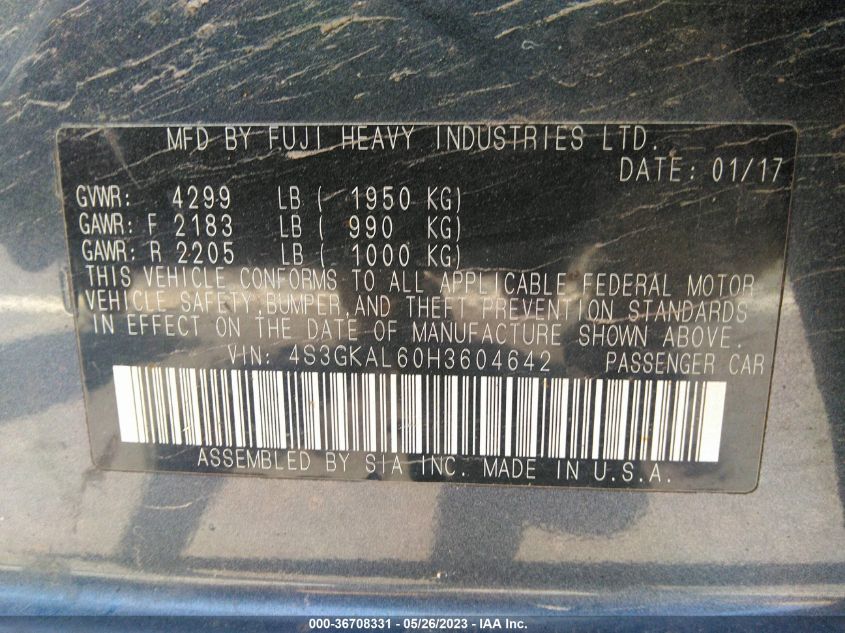 MFD BY FUJI HEAVY INDUSTRIES LTD.
DATE: 01/17
GVWR: 4299 LB ( 1950 KG)
GAWR: F 2183 LB ( 990 KG)
GAWR: R 2205 LB ( 1000 KG)
THIS VEHICLE CONFORMS TO ALL APPLICABLE FEDERAL MOTOR
VEHICLE SAFETY,BUMPER,AND THEFT PREVENTION STANDARDS
IN EFFECT ON THE DATE OF MANUFACTURE SHOWN ABOVE.
VIN: 4S3GKAL60H3604642 PASSENGER CAR
ASSEMBLED BY SIA INC. MADE IN U.S.A.
000-36708331 - 05/26/2023 - IAA Inc.